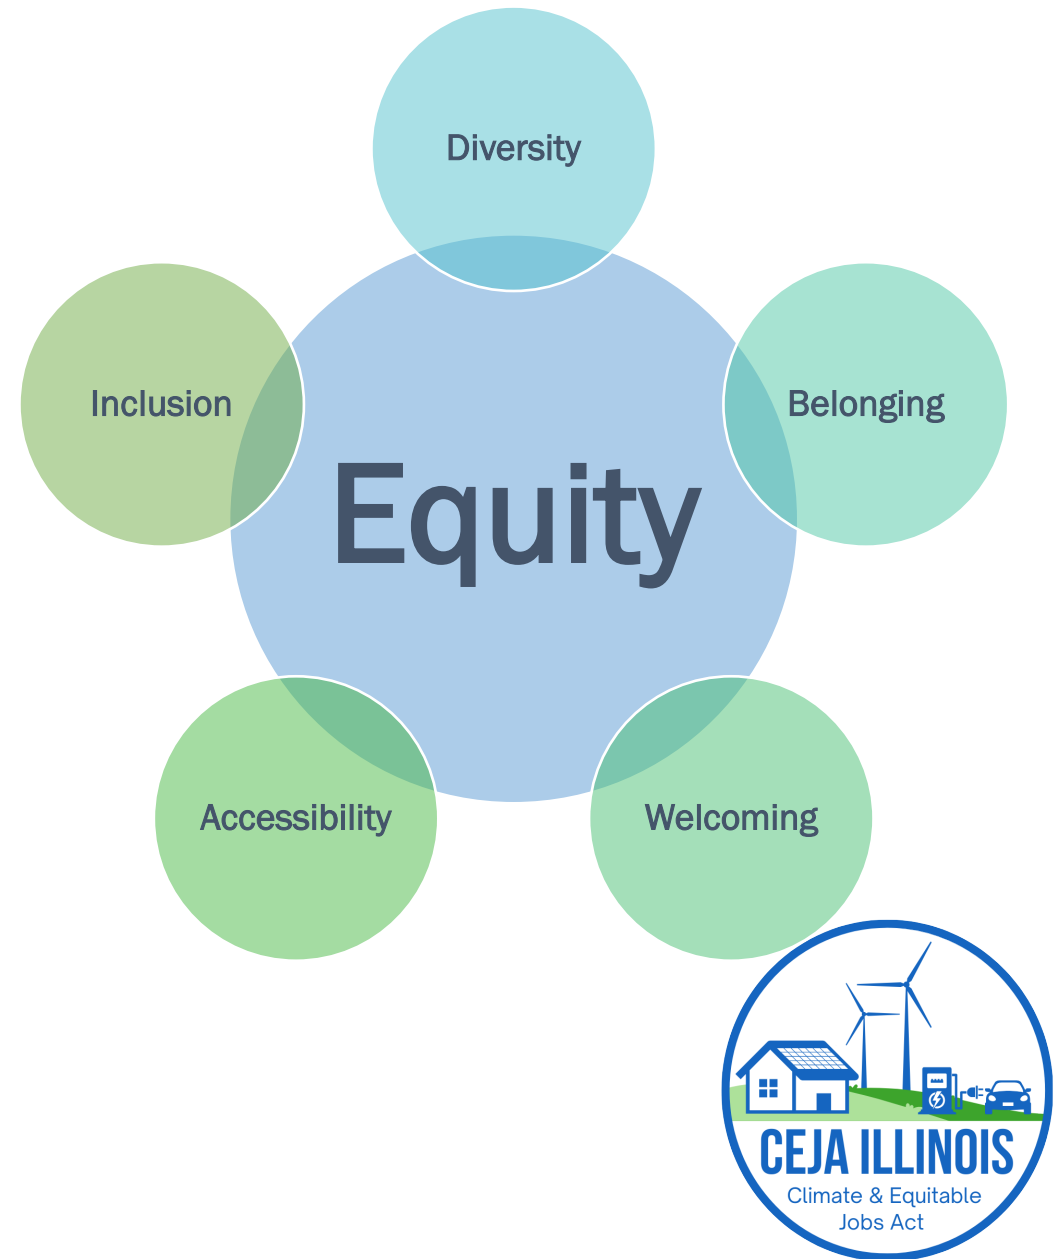 Diversity
Inclusion
Belonging
Equity
Accessibility
Welcoming
CEJA ILLINOIS
Climate & Equitable
Jobs Act